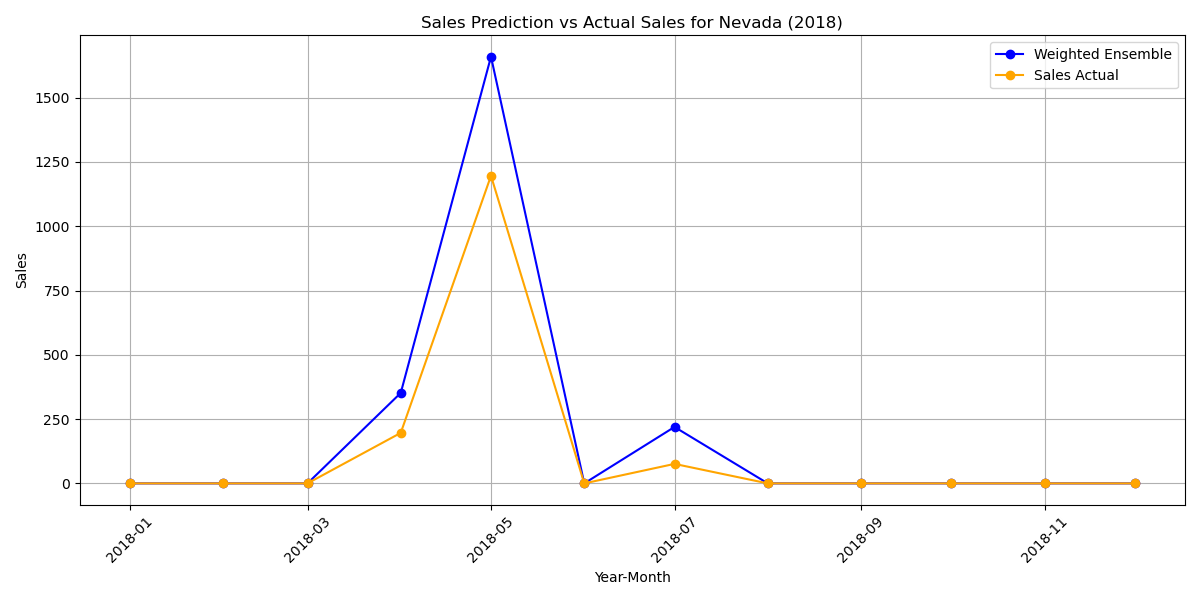 Sales Prediction vs Actual Sales for Nevada (2018)
Weighted Ensemble
Sales Actual
Sales
1500
1250
1000
750
500
250
0
2018-01
2018-03
2018-05
2018-07
2018-09
2018-11
Year-Month